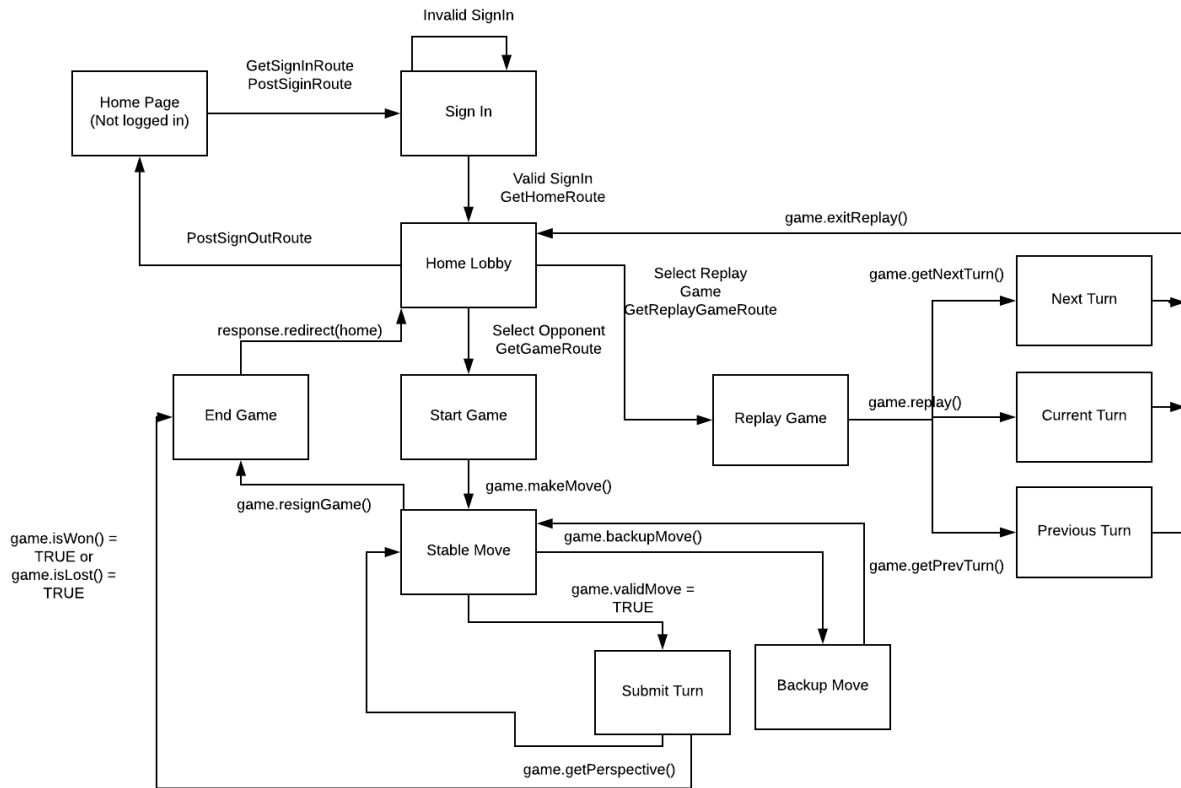 Invalid SignIn
GetSignInRoute
PostSiginRoute
Home Page
(Not logged in)
Sign In
Valid SignIn
GetHomeRoute
game.exitReplay()
PostSignOutRoute
Home Lobby
Select Replay
Game
GetReplayGameRoute
game.getNextTurn()
Next Turn
response.redirect(home)
Select Opponent
GetGameRoute
End Game
Start Game
Replay Game
game.replay()
Current Turn
game.resignGame()
game.makeMove()
game.isWon() =
TRUE or
game.isLost() =
TRUE
Stable Move
game.backupMove()
Previous Turn
game.getPrevTurn()
game.validMove =
TRUE
Submit Turn
Backup Move
game.getPerspective()